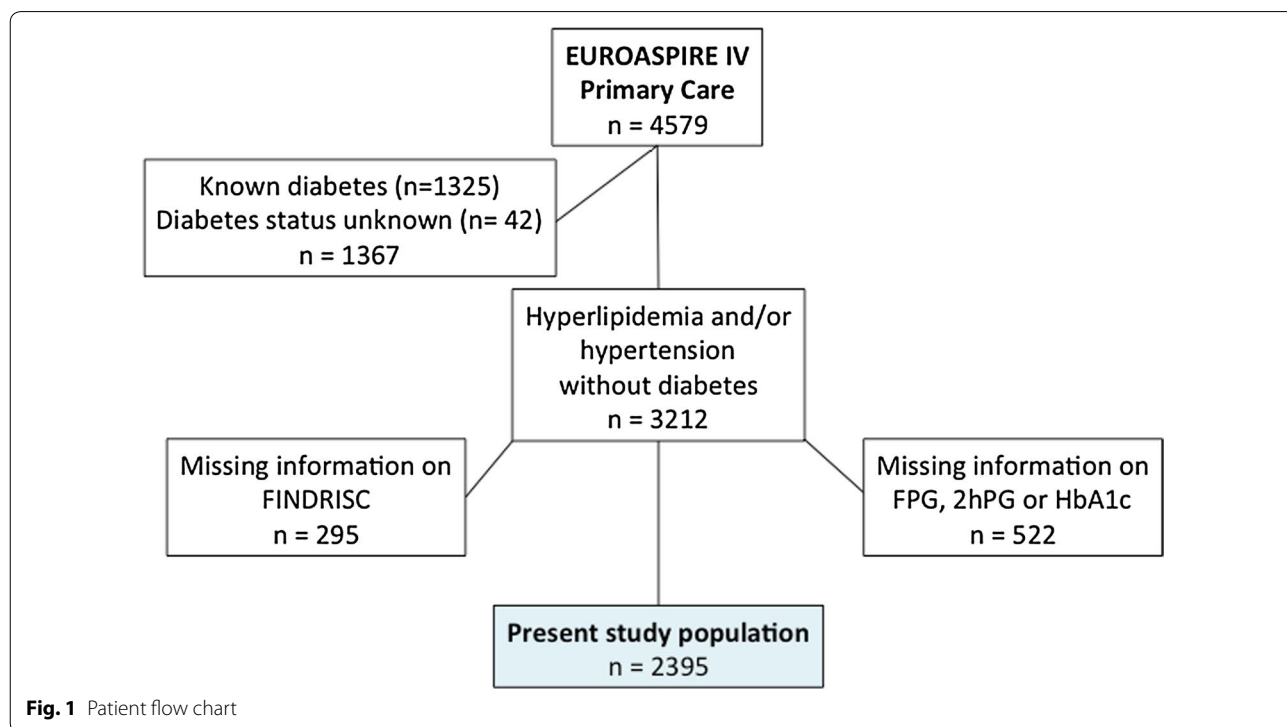 EUROASPIRE IV
Primary Care
n = 4579
Known diabetes (n=1325)
Diabetes status unknown (n= 42)
n = 1367
Hyperlipidemia and/or
hypertension
without diabetes
n = 3212
Missing information on
FINDRISC
n = 295
Missing information on
FPG, 2hPG or HbA1c
n = 522
Present study population
n = 2395
Fig. 1 Patient flow chart